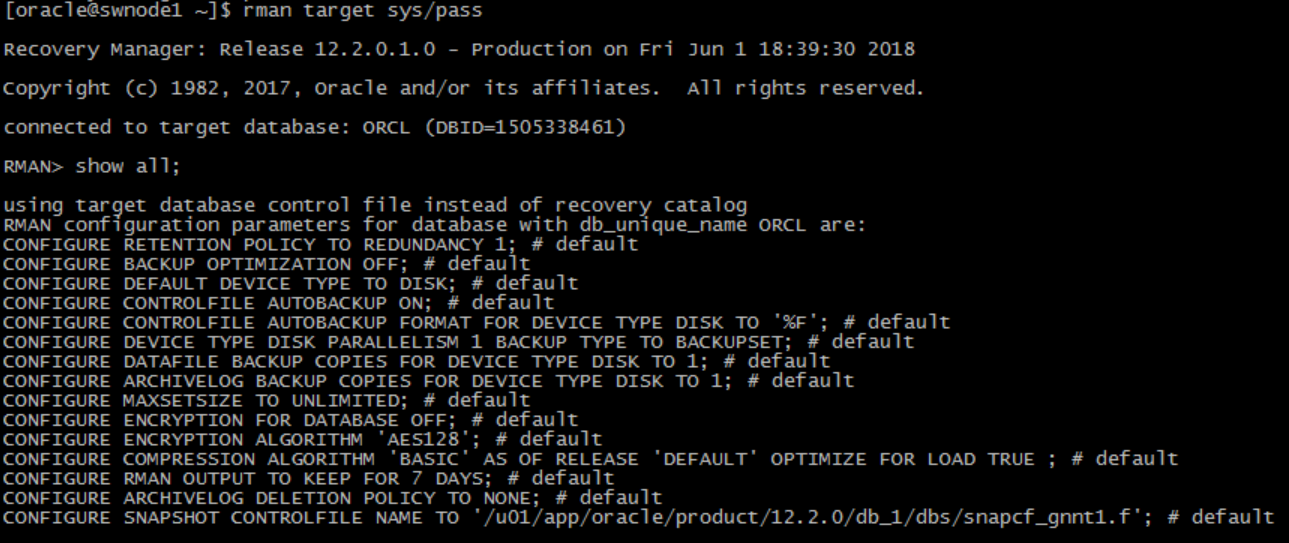 [oracle@swnode1 ~]$ rman target sys/pass
Recovery Manager: Release 12.2.0.1.0 - Production on Fri Jun 1 18:39:30 2018
Copyright (c) 1982, 2017, Oracle and/or its affiliates.  All rights reserved.
connected to target database: ORCL (DBID=1505338461)
RMAN> show all;
using target database control file instead of recovery catalog
RMAN configuration parameters for database with db_unique_name ORCL are:
CONFIGURE RETENTION POLICY TO REDUNDANCY 1; # default
CONFIGURE BACKUP OPTIMIZATION OFF; # default
CONFIGURE DEFAULT DEVICE TYPE TO DISK; # default
CONFIGURE CONTROLFILE AUTOBACKUP ON; # default
CONFIGURE CONTROLFILE AUTOBACKUP FORMAT FOR DEVICE TYPE DISK TO '%F'; # default
CONFIGURE DEVICE TYPE DISK PARALLELISM 1 BACKUP TYPE TO BACKUPSET; # default
CONFIGURE DATAFILE BACKUP COPIES FOR DEVICE TYPE DISK TO 1; # default
CONFIGURE ARCHIVELOG BACKUP COPIES FOR DEVICE TYPE DISK TO 1; # default
CONFIGURE MAXSETSIZE TO UNLIMITED; # default
CONFIGURE ENCRYPTION FOR DATABASE OFF; # default
CONFIGURE ENCRYPTION ALGORITHM 'AES128'; # default
CONFIGURE COMPRESSION ALGORITHM 'BASIC' AS OF RELEASE 'DEFAULT' OPTIMIZE FOR LOAD TRUE ; # default
CONFIGURE RMAN OUTPUT TO KEEP FOR 7 DAYS; # default
CONFIGURE ARCHIVELOG DELETION POLICY TO NONE; # default
CONFIGURE SNAPSHOT CONTROLFILE NAME TO '/u01/app/oracle/product/12.2.0/db_1/dbs/snapcf_gnnt1.f'; # default